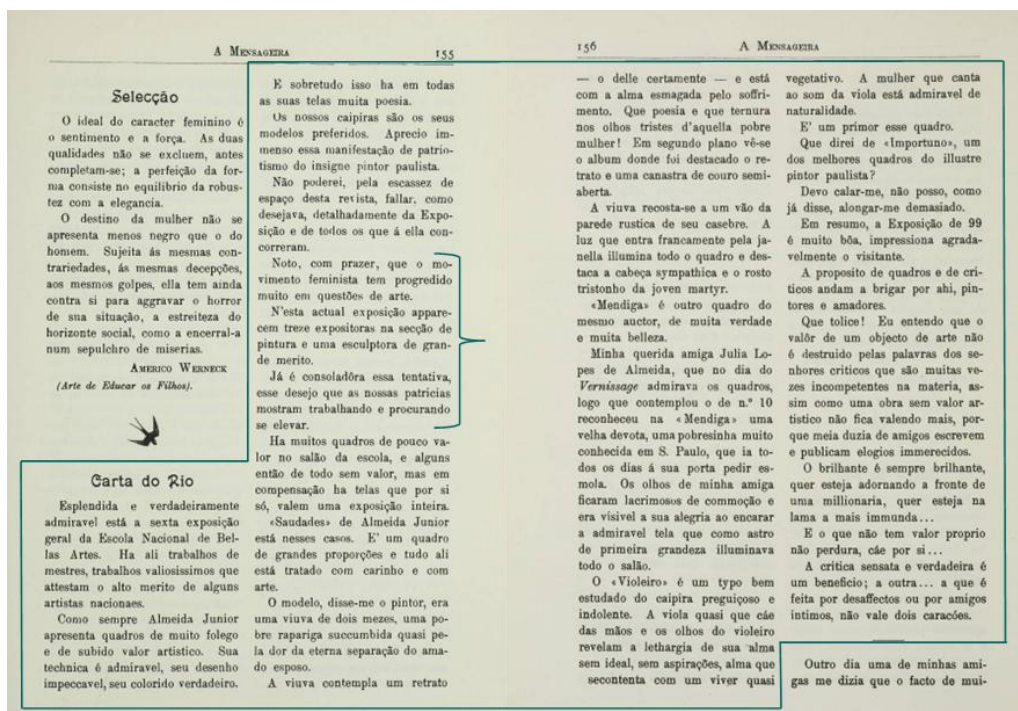 A Mensageira 155
Selecção
O ideal do caracter feminino é
o sentimento e a força. As duas
qualidades não se excluem, antes
completam-se; a perfeição da for-
ma consiste no equilibrio da robus-
tez com a elegancia.
O destino da mulher não se
apresenta menos negro que o do
homem. Sujeita ás mesmas con-
trariedades, ás mesmas decepções,
aos mesmos golpes, ella tem ainda
contra si para aggravar o horror
de sua situação, a estreiteza do
horizonte social, como a encerral-a
num sepulchro de miserias.
Americo Werneck
(Arte de Educar os Filhos).
Carta do Rio
Esplendida e verdadeiramente
admiravel está a sexta exposição
geral da Escola Nacional de Bel-
las Artes. Ha ali trabalhos de
mestres, trabalhos valiosissimos que
attestam o alto merito de alguns
artistas nacionaes.
Como sempre Almeida Junior
apresenta quadros de muito folego
e de subido valor artistico. Sua
technica é admiravel, seu desenho
impeccavel, seu colorido verdadeiro.
E sobretudo isso ha em todas
as suas telas muita poesia.
Os nossos caipiras são os seus
modelos preferidos. Aprecio im-
menso essa manifestação de patrio-
tismo do insigne pintor paulista.
Não poderei, pela escassez de
espaço desta revista, fallar, como
desejava, detalhadamente da Expo-
sição e de todos os que á ella con-
correram.
Noto, com prazer, que o mo-
vimento feminista tem progredido
muito em questões de arte.
N'esta actual exposição appare-
cem treze expositoras na secção de
pintura e uma esculptora de gran-
de merito.
Já é consoladôra essa tentativa,
esse desejo que as nossas patricias
mostram trabalhando e procurando
se elevar.
Ha muitos quadros de pouco va-
lor no salão da escola, e alguns
então de todo sem valor, mas em
compensação ha telas que por si
só, valem uma exposição inteira.
«Saudades» de Almeida Junior
está nesses casos. E' um quadro
de grandes proporções e tudo ali
está tratado com carinho e com
arte.
O modelo, disse-me o pintor, era
uma viuva de dois mezes, uma po-
bre rapariga succumbida quasi pe-
la dor da eterna separação do ama-
do esposo.
A viuva contempla um retrato
156 A Mensageira
— o delle certamente — e está
com a alma esmagada pelo soffri-
mento. Que poesia e que ternura
nos olhos tristes d'aquella pobre
mulher! Em segundo plano vê-se
o album donde foi destacado o re-
trato e uma canastra de couro semi-
aberta.
A viuva recosta-se a um vão da
parede rustica de seu casebre. A
luz que entra francamente pela ja-
nella illumina todo o quadro e des-
taca a cabeça sympathica e o rosto
tristonho da joven martyr.
«Mendiga» é outro quadro do
mesmo auctor, de muita verdade
e muita belleza.
Minha querida amiga Julia Lo-
pes de Almeida, que no dia do
Vernissage admirava os quadros,
logo que contemplou o de n.º 10
reconheceu na «Mendiga» uma
velha devota, uma pobresinha muito
conhecida em S. Paulo, que ia to-
dos os dias á sua porta pedir es-
mola. Os olhos de minha amiga
ficaram lacrimosos de commoção e
era visivel a sua alegria ao encarar
a admiravel tela que como astro
de primeira grandeza illuminava
todo o salão.
O «Violeiro» é um typo bem
estudado do caipira preguiçoso e
indolente. A viola quasi que cáe
das mãos e os olhos do violeiro
revelam a lethargia de sua alma
sem ideal, sem aspirações, alma que
secontenta com um viver quasi
vegetativo. A mulher que canta
ao som da viola está admiravel de
naturalidade.
E' um primor esse quadro.
Que direi de «Importuno», um
dos melhores quadros do illustre
pintor paulista?
Devo calar-me, não posso, como
já disse, alongar-me demasiado.
Em resumo, a Exposição de 99
é muito bôa, impressiona agrada-
velmente o visitante.
A proposito de quadros e de cri-
ticos andam a brigar por ahi, pin-
tores e amadores.
Que tolice! Eu entendo que o
valôr de um objecto de arte não
é destruido pelas palavras dos se-
nhores criticos que são muitas ve-
zes incompetentes na materia, as-
sim como uma obra sem valor ar-
tistico não fica valendo mais, por-
que meia duzia de amigos escrevem
e publicam elogios immerecidos.
O brilhante é sempre brilhante,
quer esteja adornando a fronte de
uma millionaria, quer esteja na
lama a mais immunda...
E o que não tem valor proprio
não perdura, cáe por si...
A critica sensata e verdadeira é
um beneficio; a outra... a que é
feita por desaffectos ou por amigos
intimos, não vale dois caracóes.
Outro dia uma de minhas ami-
gas me dizia que o facto de mui-